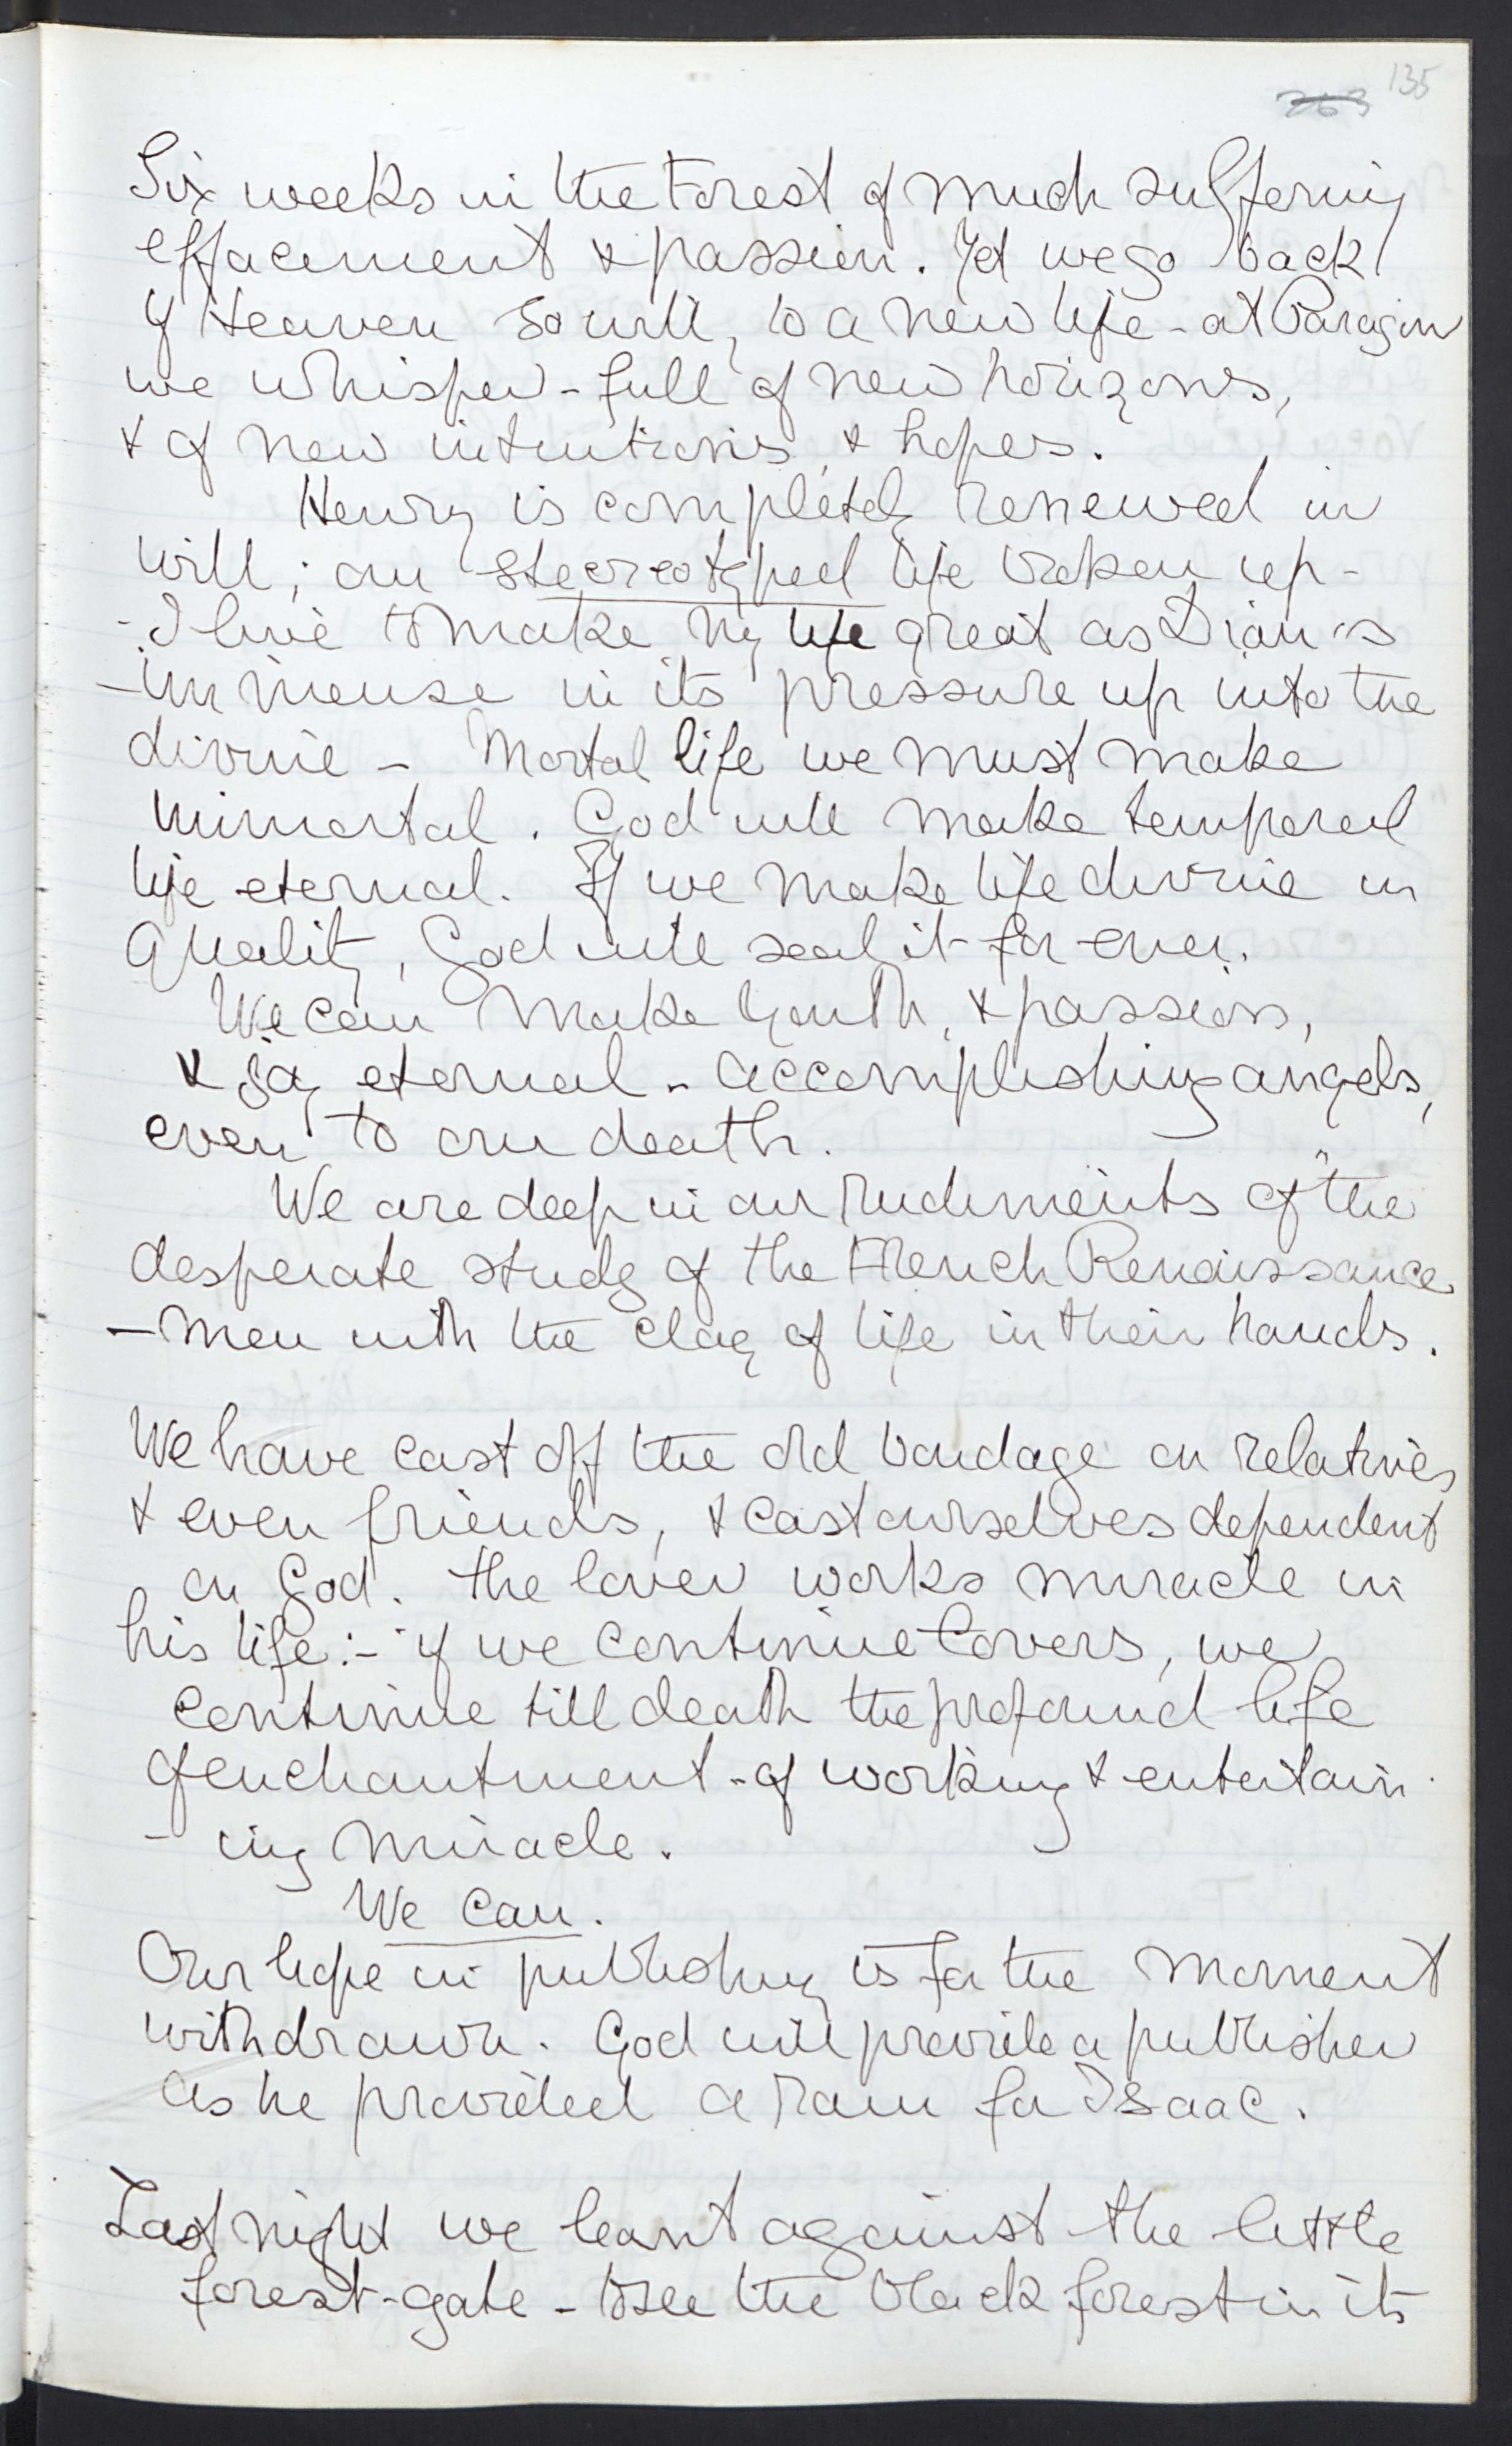 135
263
Six weeks in the Forest of much suffering
effacement & passion. Yet we go back
if Heaven so will, to a new life - at Paragon
we whisper - full of new horizons,
& of new intentions, & hopes.
Henry is completely renewed in
will; our stereotyped life broken up -
- I live to make my life great as Dian's
- immense in its pressure up into the
divine - Mortal life we must make
immortal. God will make temporal
life eternal. If we make life divine in
quality, God will seal it for ever.
We can make youth, & passion,
& joy eternal - accomplishing angels,
even to our death.
We are deep in our rudiments of the
desperate study of the French Renaissance
- men with the clay of life in their hands.
We have cast off the old bondage on relatives
& even friends, & cast ourselves dependent
on God. The lover works miracle in
his life :- if we continue lovers, we
continue till death the profound life
of enchantment - of working & entertain
- ing miracle.
We can.
Our hope in publishing is for the moment
withdrawn. God will provide a publisher
as he provided a ram for Isaac.
Last night we leant against the little
forest-gate - to see the black forest in its